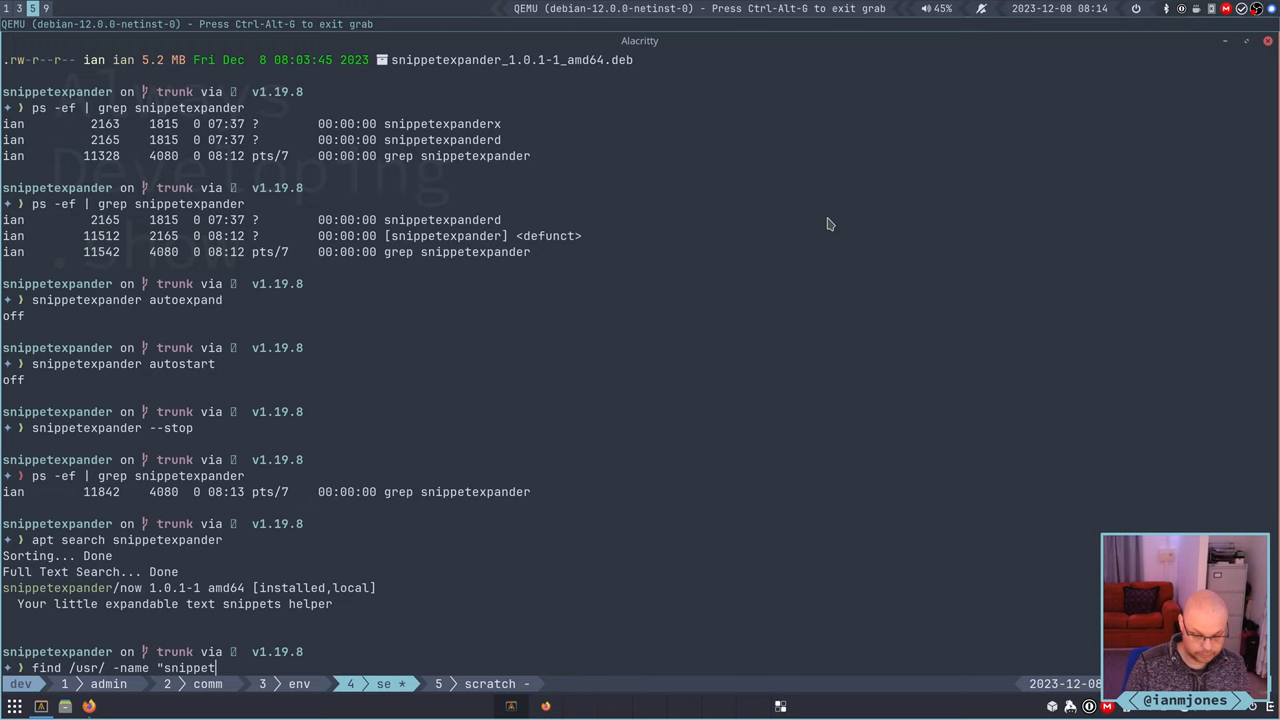 1 3 5 9 QEMU (debian-12.0.0-netinst-0) - Press Ctrl-Alt-G to exit grab 45% 2023-12-08 08:14
QEMU (debian-12.0.0-netinst-0) - Press Ctrl-Alt-G to exit grab
Alacritty
.rw-r--r-- ian ian 5.2 MB Fri Dec 8 08:03:45 2023 snippetexpander_1.0.1-1_amd64.deb
Always
Developing
.Show
snippetexpander on trunk via v1.19.8
ps -ef | grep snippetexpander
ian 2163 1815 0 07:37 ? 00:00:00 snippetexpanderx
ian 2165 1815 0 07:37 ? 00:00:00 snippetexpanderd
ian 11328 4080 0 08:12 pts/7 00:00:00 grep snippetexpander
snippetexpander on trunk via v1.19.8
ps -ef | grep snippetexpander
ian 2165 1815 0 07:37 ? 00:00:00 snippetexpanderd
ian 11512 2165 0 08:12 ? 00:00:00 [snippetexpander] <defunct>
ian 11542 4080 0 08:12 pts/7 00:00:00 grep snippetexpander
snippetexpander on trunk via v1.19.8
snippetexpander autoexpand
off
snippetexpander on trunk via v1.19.8
snippetexpander autostart
off
snippetexpander on trunk via v1.19.8
snippetexpander --stop
snippetexpander on trunk via v1.19.8
ps -ef | grep snippetexpander
ian 11842 4080 0 08:13 pts/7 00:00:00 grep snippetexpander
snippetexpander on trunk via v1.19.8
apt search snippetexpander
Sorting... Done
Full Text Search... Done
snippetexpander/now 1.0.1-1 amd64 [installed,local]
Your little expandable text snippets helper
snippetexpander on trunk via v1.19.8
find /usr/ -name "snippet
dev 1 admin 2 comm 3 env 4 se * 5 scratch - 2023-12-08
@ianmjones